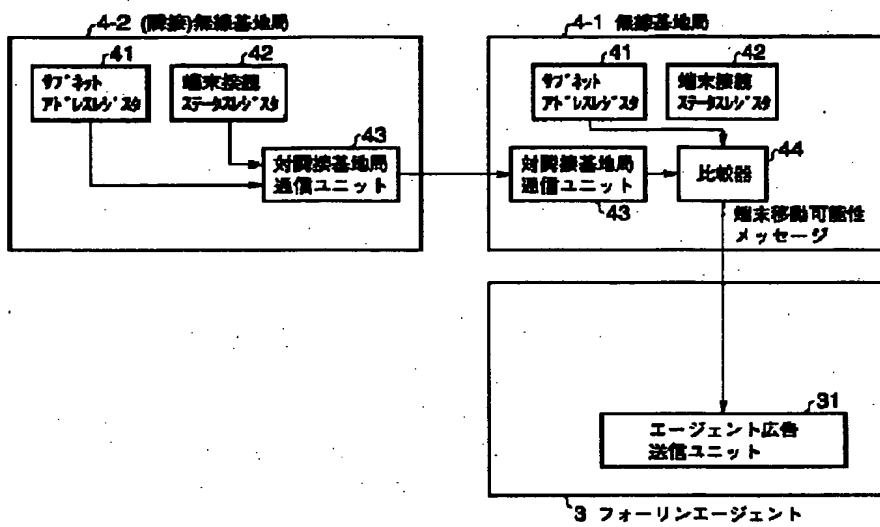 4-2 (隣接)無線基地局
41
サブネット
アドレスレジスタ
42
端末接続
ステータスレジスタ
43
対隣接基地局
通信ユニット
4-1 無線基地局
41
サブネット
アドレスレジスタ
42
端末接続
ステータスレジスタ
対隣接基地局
通信ユニット
43
比較器
44
端末移動可能性
メッセージ
31
エージェント広告
送信ユニット
3 フォーリンエージェント